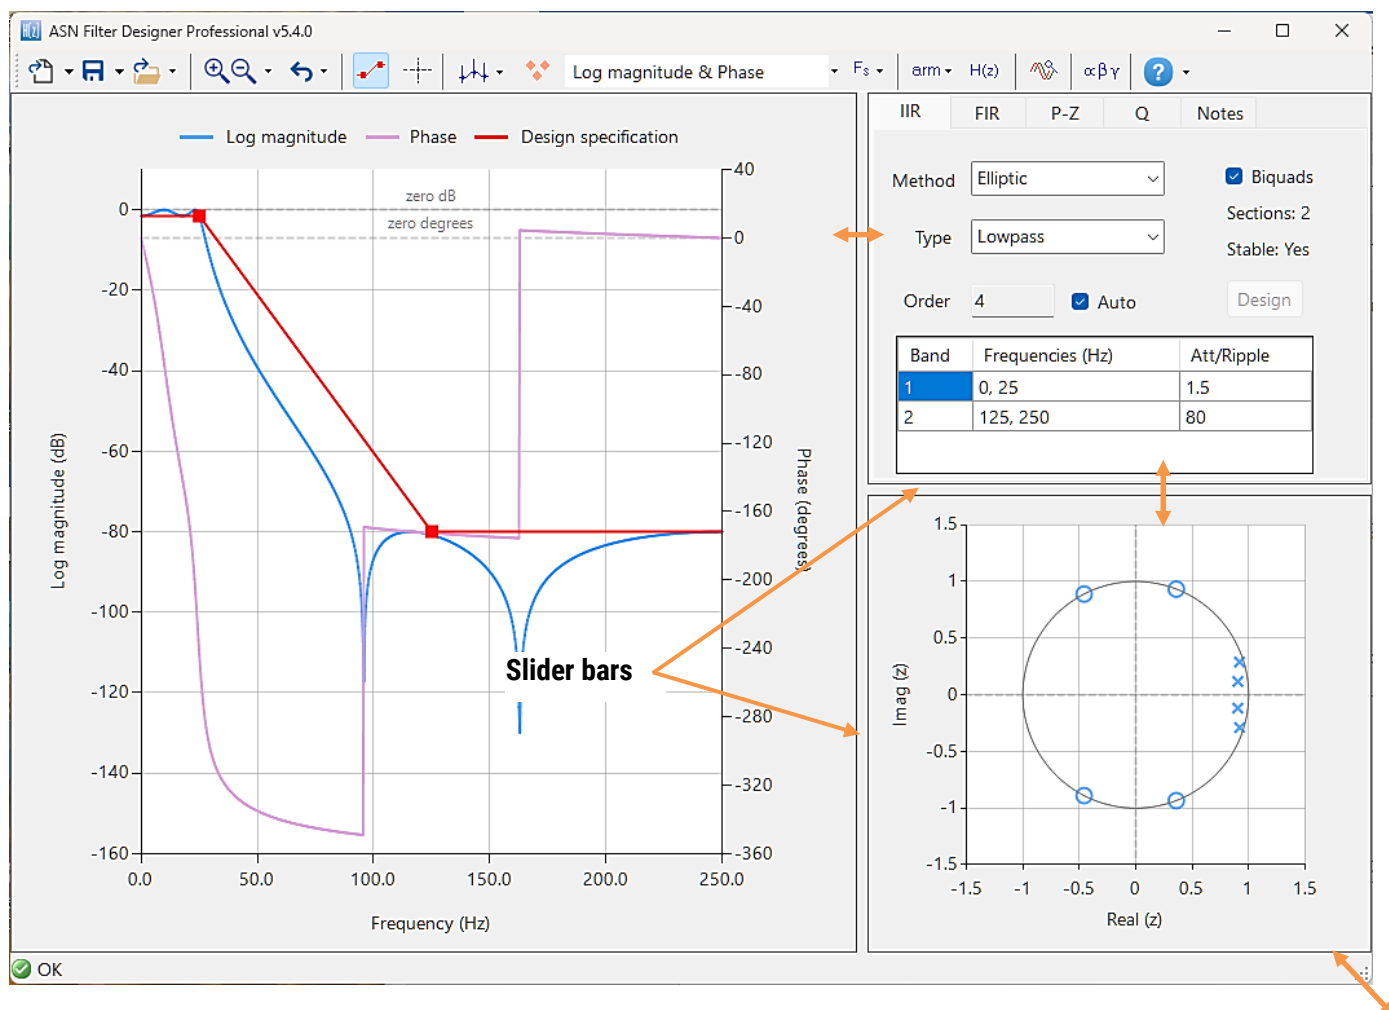 ASN Filter Designer Professional v5.4.0
Log magnitude & Phase
Fs
arm
H(z)
αβγ
?
Log magnitude
Phase
Design specification
zero dB
zero degrees
0
-20
-40
-60
-80
-100
-120
-140
-160
Log magnitude (dB)
40
0
-40
-80
-120
-160
-200
-240
-280
-320
-360
Phase (degrees)
0.0
50.0
100.0
150.0
200.0
250.0
Frequency (Hz)
Slider bars
IIR
FIR
P-Z
Q
Notes
Method
Elliptic
Biquads
Sections: 2
Type
Lowpass
Stable: Yes
Order
4
Auto
Design
Band
Frequencies (Hz)
Att/Ripple
1
0, 25
1.5
2
125, 250
80
1.5
1
0.5
0
-0.5
-1
-1.5
Imag (z)
-1.5
-1
-0.5
0
0.5
1
1.5
Real (z)
OK